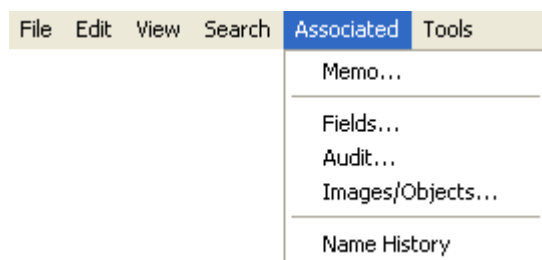 File Edit View Search Associated Tools
Memo...
Fields...
Audit...
Images/Objects...
Name History